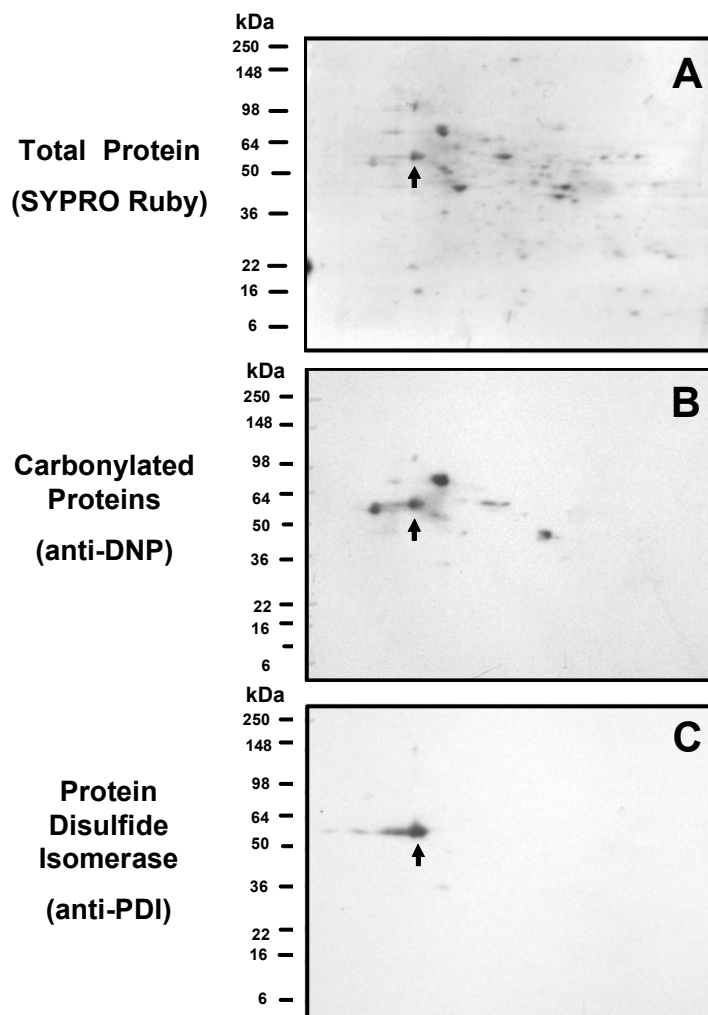 kDa
250
148
98
64
50
36
22
16
6
Total Protein
(SYPRO Ruby)
A
kDa
250
148
98
64
50
36
22
16
6
Carbonylated
Proteins
(anti-DNP)
B
kDa
250
148
98
64
50
36
22
16
6
Protein
Disulfide
Isomerase
(anti-PDI)
C